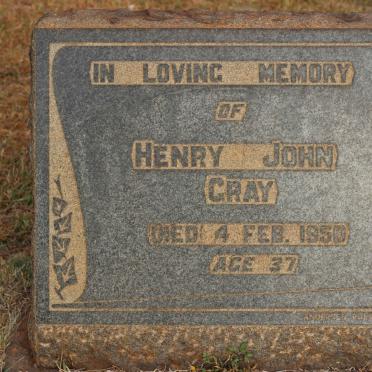 IN LOVING MEMORY
OF
HENRY JOHN
GRAY
DIED 4 FEB. 1950
AGE 37